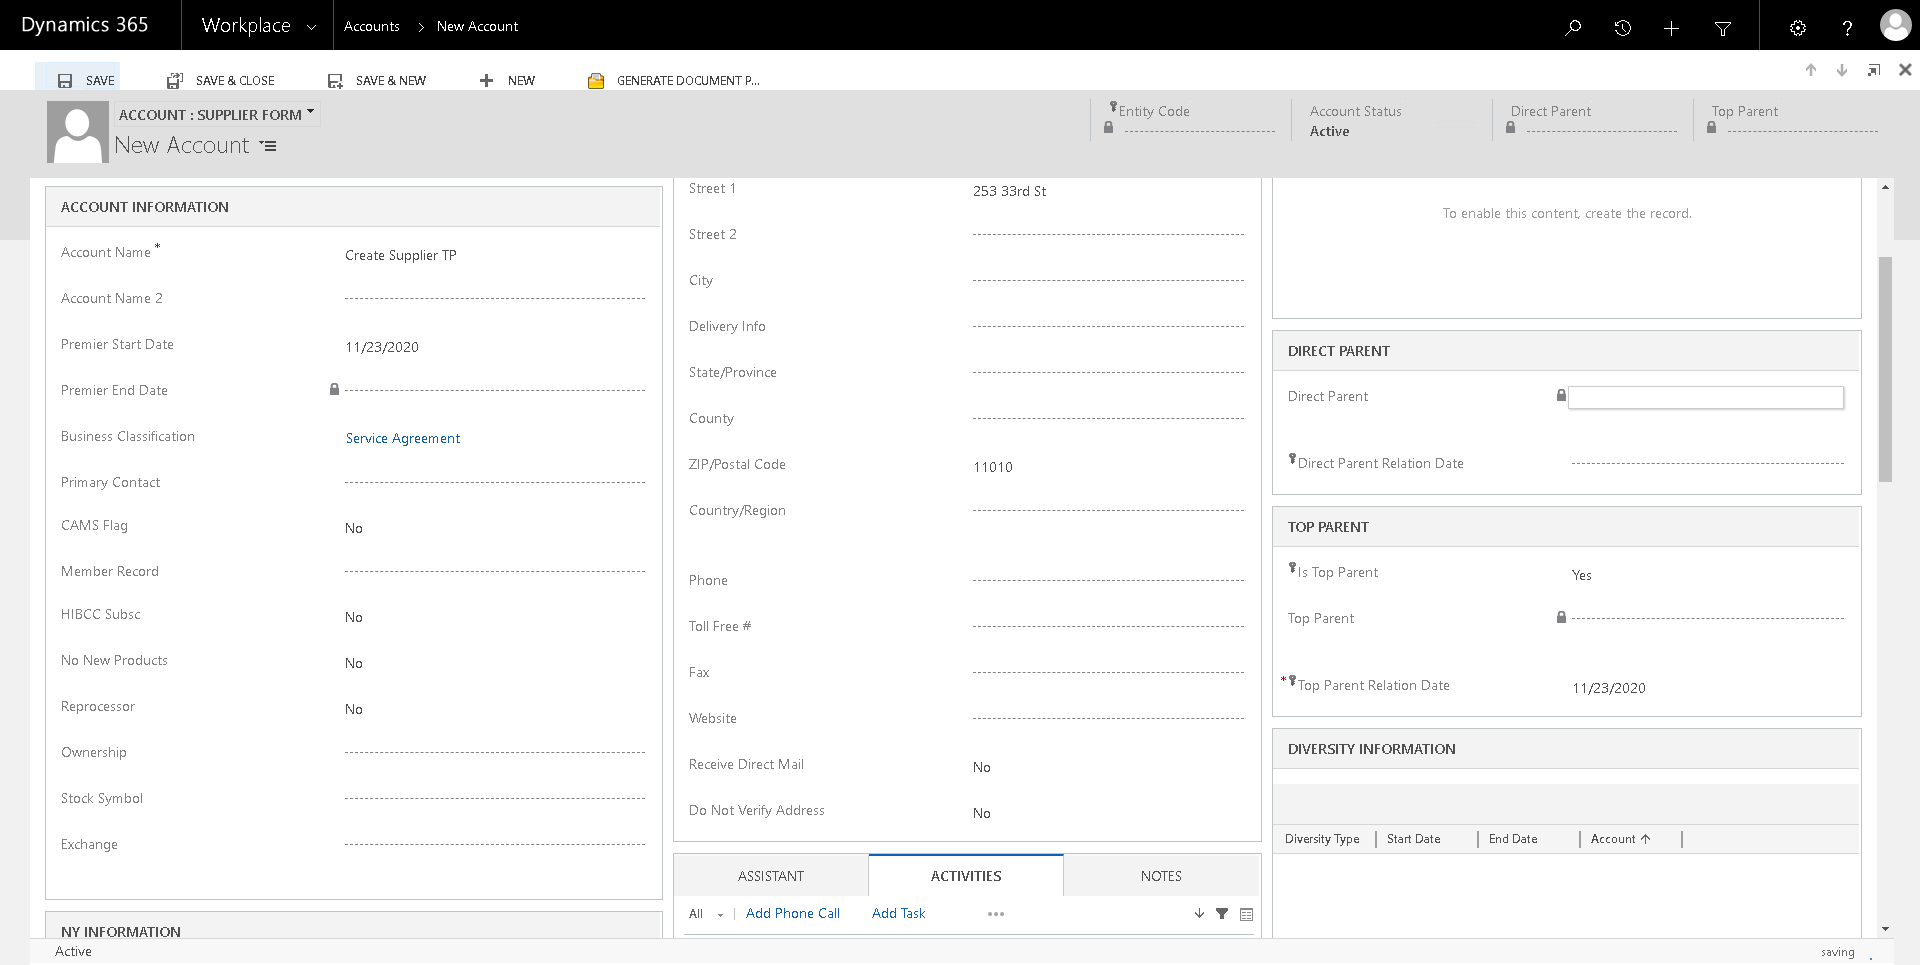 Dynamics 365
Workplace
Accounts > New Account
?
SAVE
SAVE & CLOSE
SAVE & NEW
NEW
GENERATE DOCUMENT P...
ACCOUNT : SUPPLIER FORM
New Account
Entity Code
Account Status
Active
Direct Parent
Top Parent
ACCOUNT INFORMATION
Account Name *
Create Supplier TP
Account Name 2
Premier Start Date
11/23/2020
Premier End Date
Business Classification
Service Agreement
Primary Contact
CAMS Flag
No
Member Record
HIBCC Subsc
No
No New Products
No
Reprocessor
No
Ownership
Stock Symbol
Exchange
NY INFORMATION
Street 1
253 33rd St
Street 2
City
Delivery Info
State/Province
County
ZIP/Postal Code
11010
Country/Region
Phone
Toll Free #
Fax
Website
Receive Direct Mail
No
Do Not Verify Address
No
ASSISTANT
ACTIVITIES
NOTES
All
Add Phone Call
Add Task
To enable this content, create the record.
DIRECT PARENT
Direct Parent
Direct Parent Relation Date
TOP PARENT
Is Top Parent
Yes
Top Parent
* Top Parent Relation Date
11/23/2020
DIVERSITY INFORMATION
Diversity Type
Start Date
End Date
Account ↑
Active
saving